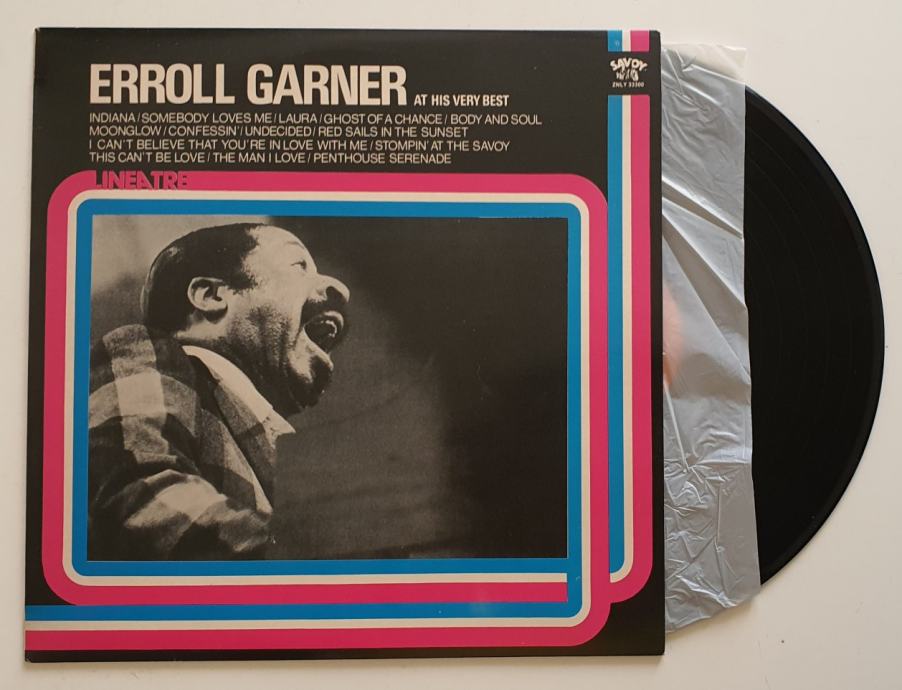 ERROLL GARNER AT HIS VERY BEST
INDIANA / SOMEBODY LOVES ME / LAURA / GHOST OF A CHANCE / BODY AND SOUL
MOONGLOW / CONFESSIN' / UNDECIDED / RED SAILS IN THE SUNSET
I CAN'T BELIEVE THAT YOU'RE IN LOVE WITH ME / STOMPIN' AT THE SAVOY
THIS CAN'T BE LOVE / THE MAN I LOVE / PENTHOUSE SERENADE
LINEATRE
SAVOY
ZNLY 33300